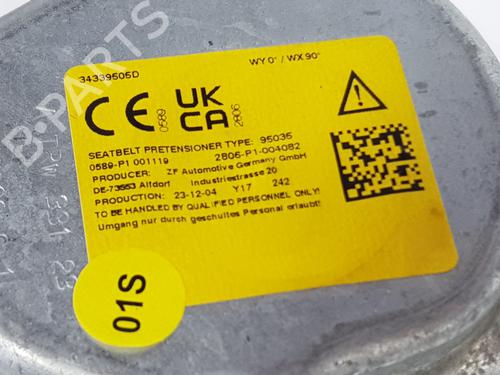 34339505D
WY 0° / WX 90°
CE 0589
UK
CA 2806
SEATBELT PRETENSIONER TYPE: 95035
0589-P1 001119 2806-P1-004082
PRODUCER: ZF Automotive Germany GmbH
DE-73553 Alfdorf Industriestrasse 20
PRODUCTION: 23-12-04 Y17 242
TO BE HANDLED BY QUALIFIED PERSONNEL ONLY!
Umgang nur durch geschultes Personal erlaubt!
01S
B-PARTS